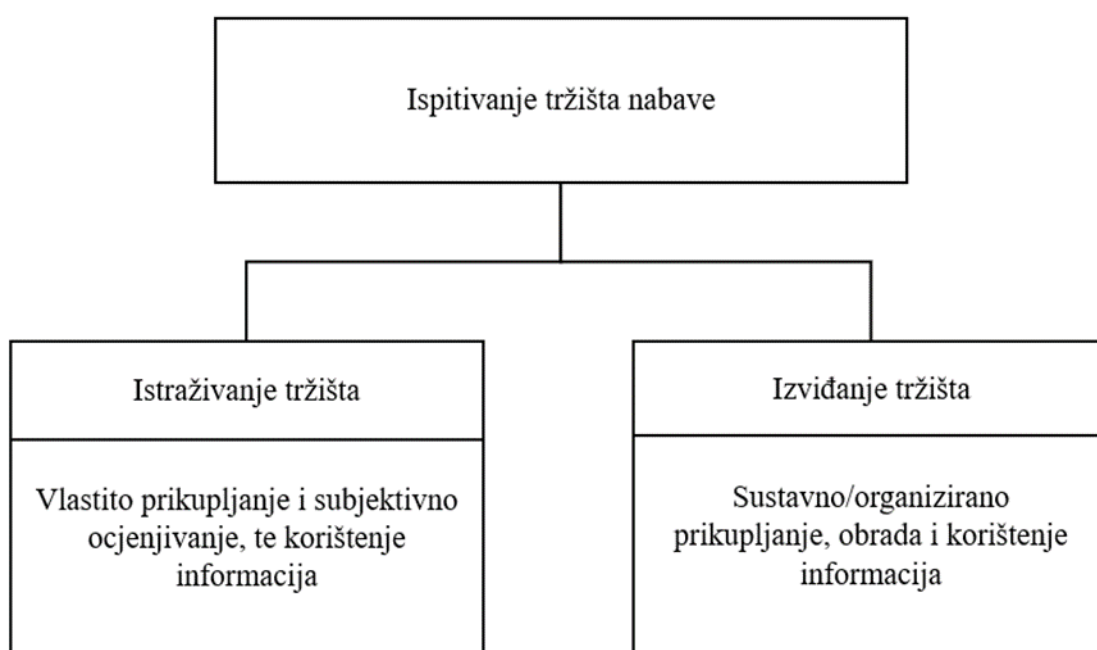 Ispitivanje tržišta nabave
Istraživanje tržišta
Vlastito prikupljanje i subjektivno
ocjenjivanje, te korištenje
informacija
Izviđanje tržišta
Sustavno/organizirano
prikupljanje, obrada i korištenje
informacija